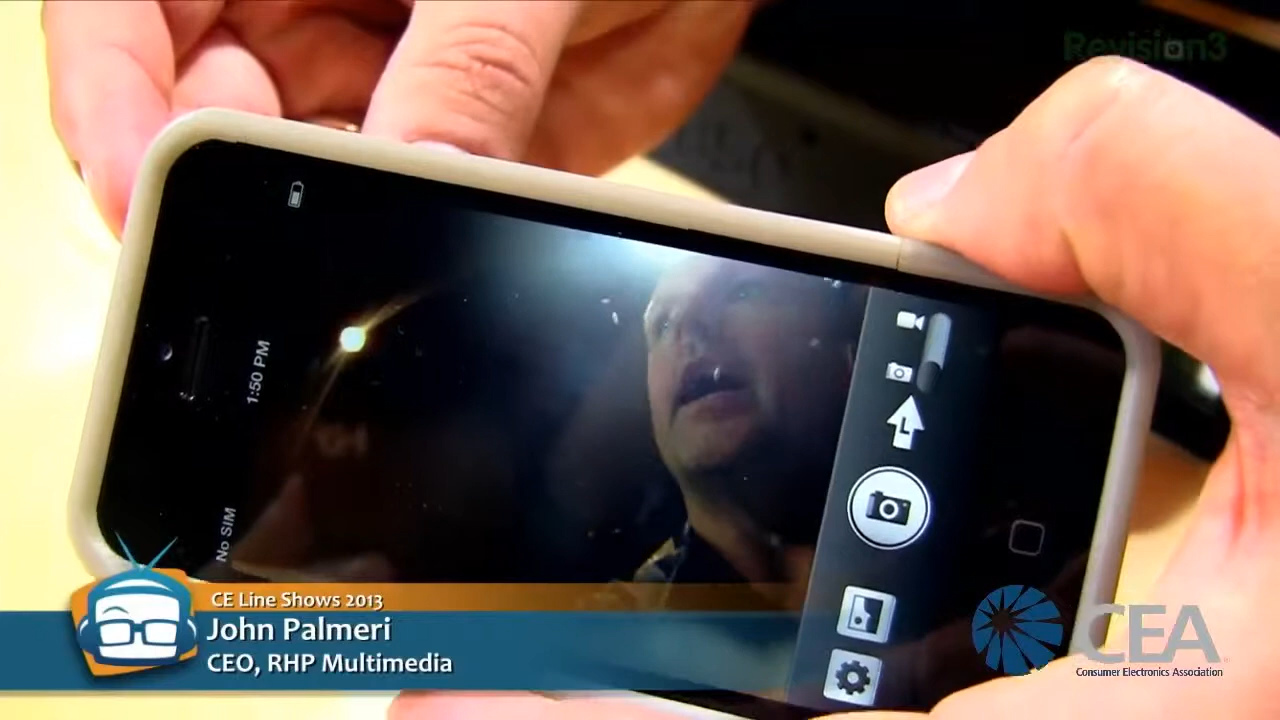 Revision3
1:50 PM
No SIM
L
CE Line Shows 2013
John Palmeri
CEO, RHP Multimedia
CEA
Consumer Electronics Association